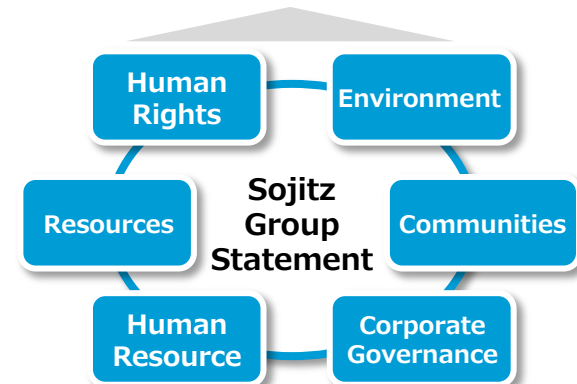 Human
Rights
Environment
Resources
Sojitz
Group
Statement
Communities
Human
Resource
Corporate
Governance